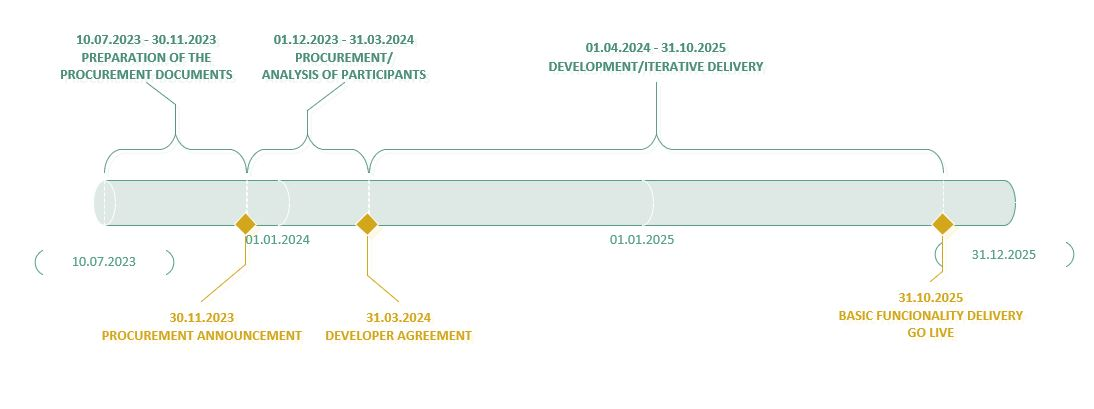 10.07.2023 - 30.11.2023
PREPARATION OF THE
PROCUREMENT DOCUMENTS
01.12.2023 - 31.03.2024
PROCUREMENT/
ANALYSIS OF PARTICIPANTS
01.04.2024 - 31.10.2025
DEVELOPMENT/ITERATIVE DELIVERY
01.01.2024
01.01.2025
10.07.2023
31.12.2025
30.11.2023
PROCUREMENT ANNOUNCEMENT
31.03.2024
DEVELOPER AGREEMENT
31.10.2025
BASIC FUNCIONALITY DELIVERY
GO LIVE